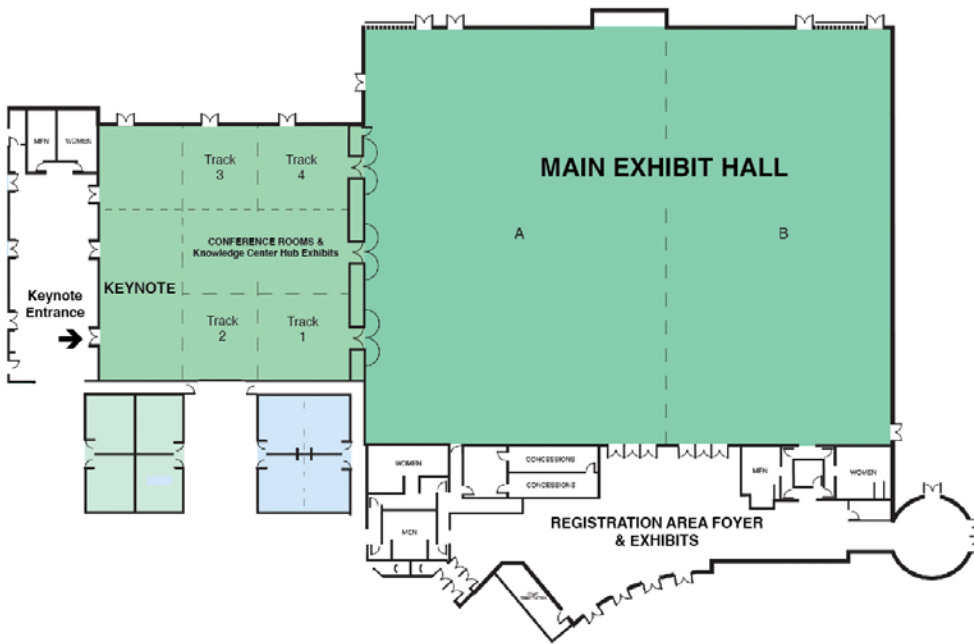 MAIN EXHIBIT HALL
A
B
MEN
WOMEN
Track
3
Track
4
CONFERENCE ROOMS &
Knowledge Center Hub Exhibits
KEYNOTE
Keynote
Entrance
Track
2
Track
1
WOMEN
CONCESSIONS
CONCESSIONS
MEN
WOMEN
MEN
REGISTRATION AREA FOYER
& EXHIBITS